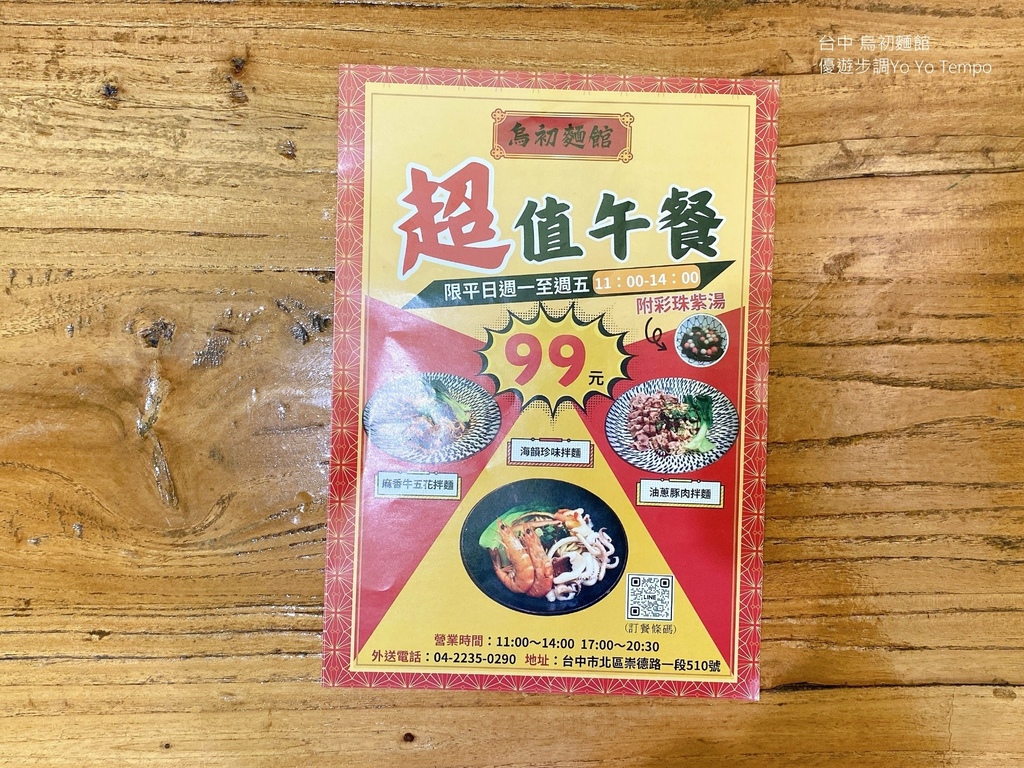 台中 烏初麵館
優遊步調Yo Yo Tempo
烏初麵館
超值午餐
限平日週一至週五 11：00-14：00
附彩珠紫湯
99元
海韻珍味拌麵
麻香牛五花拌麵
油蔥豚肉拌麵
LINE
(訂餐條碼)
營業時間：11:00～14:00 17:00～20:30
外送電話：04-2235-0290 地址：台中市北區崇德路一段510號